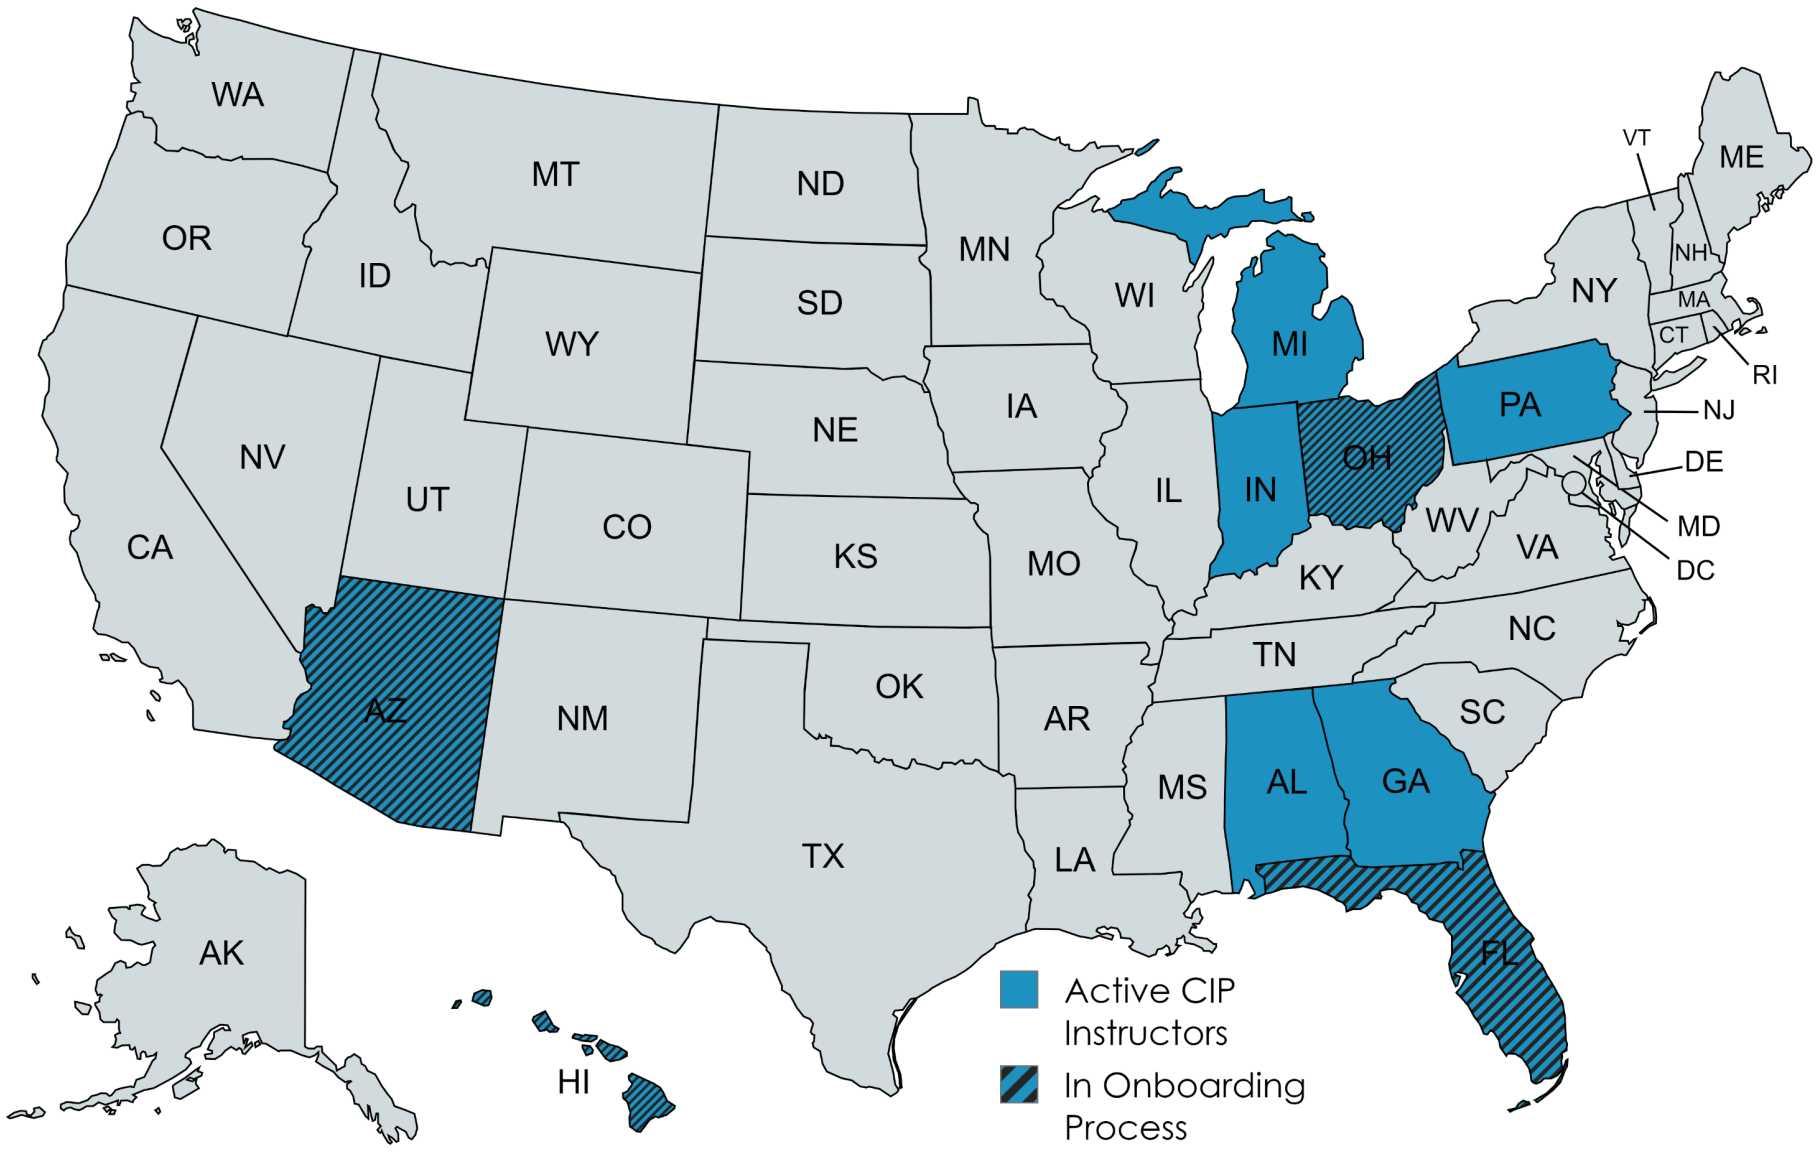 WA
MT
ND
MN
VT
ME
OR
ID
SD
WI
NY
NH
MA
CT
RI
WY
MI
IA
NE
PA
NJ
NV
UT
CO
IL
IN
OH
DE
WV
MD
VA
DC
CA
KS
MO
KY
NC
TN
AZ
NM
OK
AR
SC
MS
AL
GA
TX
LA
AK
FL
HI
Active CIP
Instructors
In Onboarding
Process